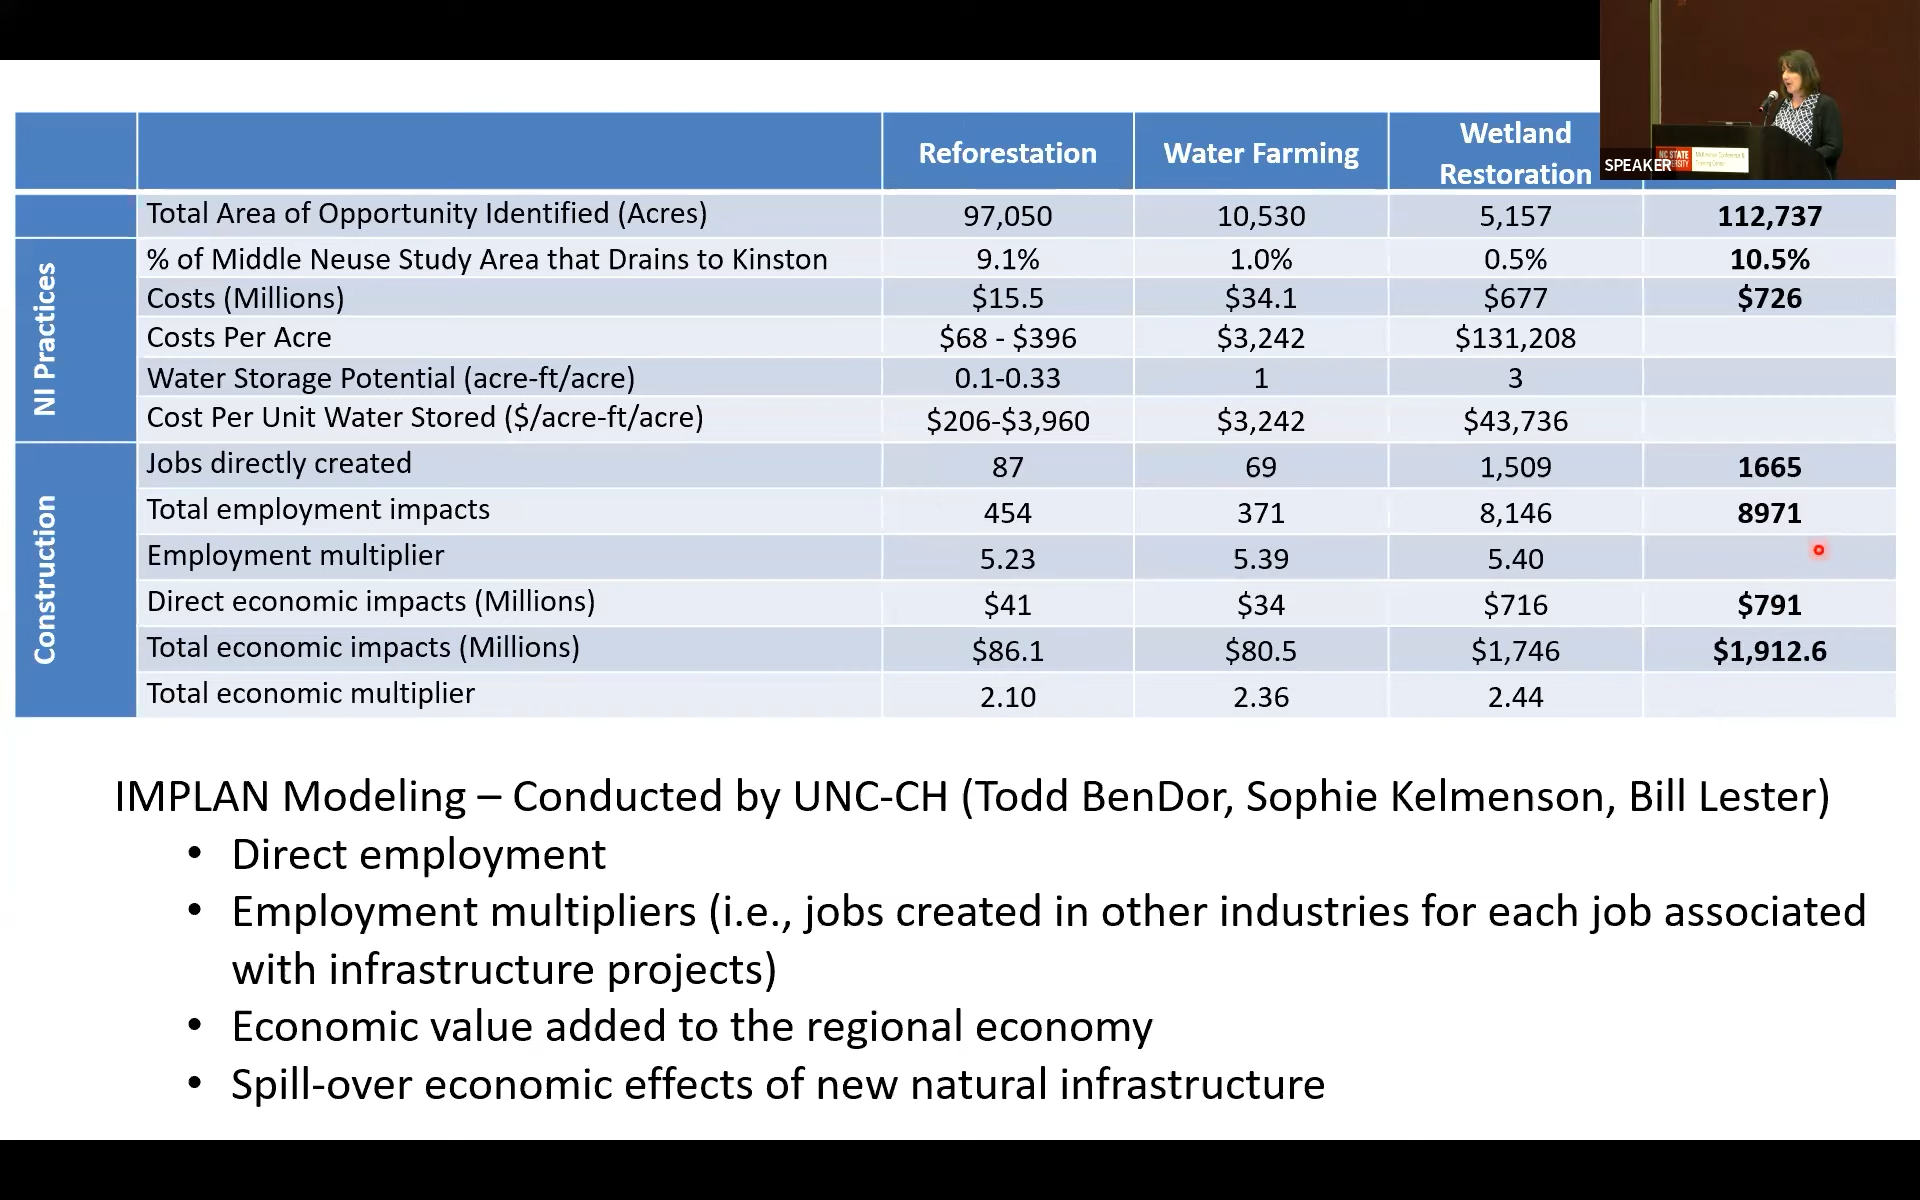 Reforestation Water Farming Wetland Restoration
Total Area of Opportunity Identified (Acres) 97,050 10,530 5,157 112,737
NI Practices
% of Middle Neuse Study Area that Drains to Kinston 9.1% 1.0% 0.5% 10.5%
Costs (Millions) $15.5 $34.1 $677 $726
Costs Per Acre $68 - $396 $3,242 $131,208
Water Storage Potential (acre-ft/acre) 0.1-0.33 1 3
Cost Per Unit Water Stored ($/acre-ft/acre) $206-$3,960 $3,242 $43,736
Construction
Jobs directly created 87 69 1,509 1665
Total employment impacts 454 371 8,146 8971
Employment multiplier 5.23 5.39 5.40
Direct economic impacts (Millions) $41 $34 $716 $791
Total economic impacts (Millions) $86.1 $80.5 $1,746 $1,912.6
Total economic multiplier 2.10 2.36 2.44
IMPLAN Modeling – Conducted by UNC-CH (Todd BenDor, Sophie Kelmenson, Bill Lester)
• Direct employment
• Employment multipliers (i.e., jobs created in other industries for each job associated
with infrastructure projects)
• Economic value added to the regional economy
• Spill-over economic effects of new natural infrastructure
SPEAKER
NC STATE